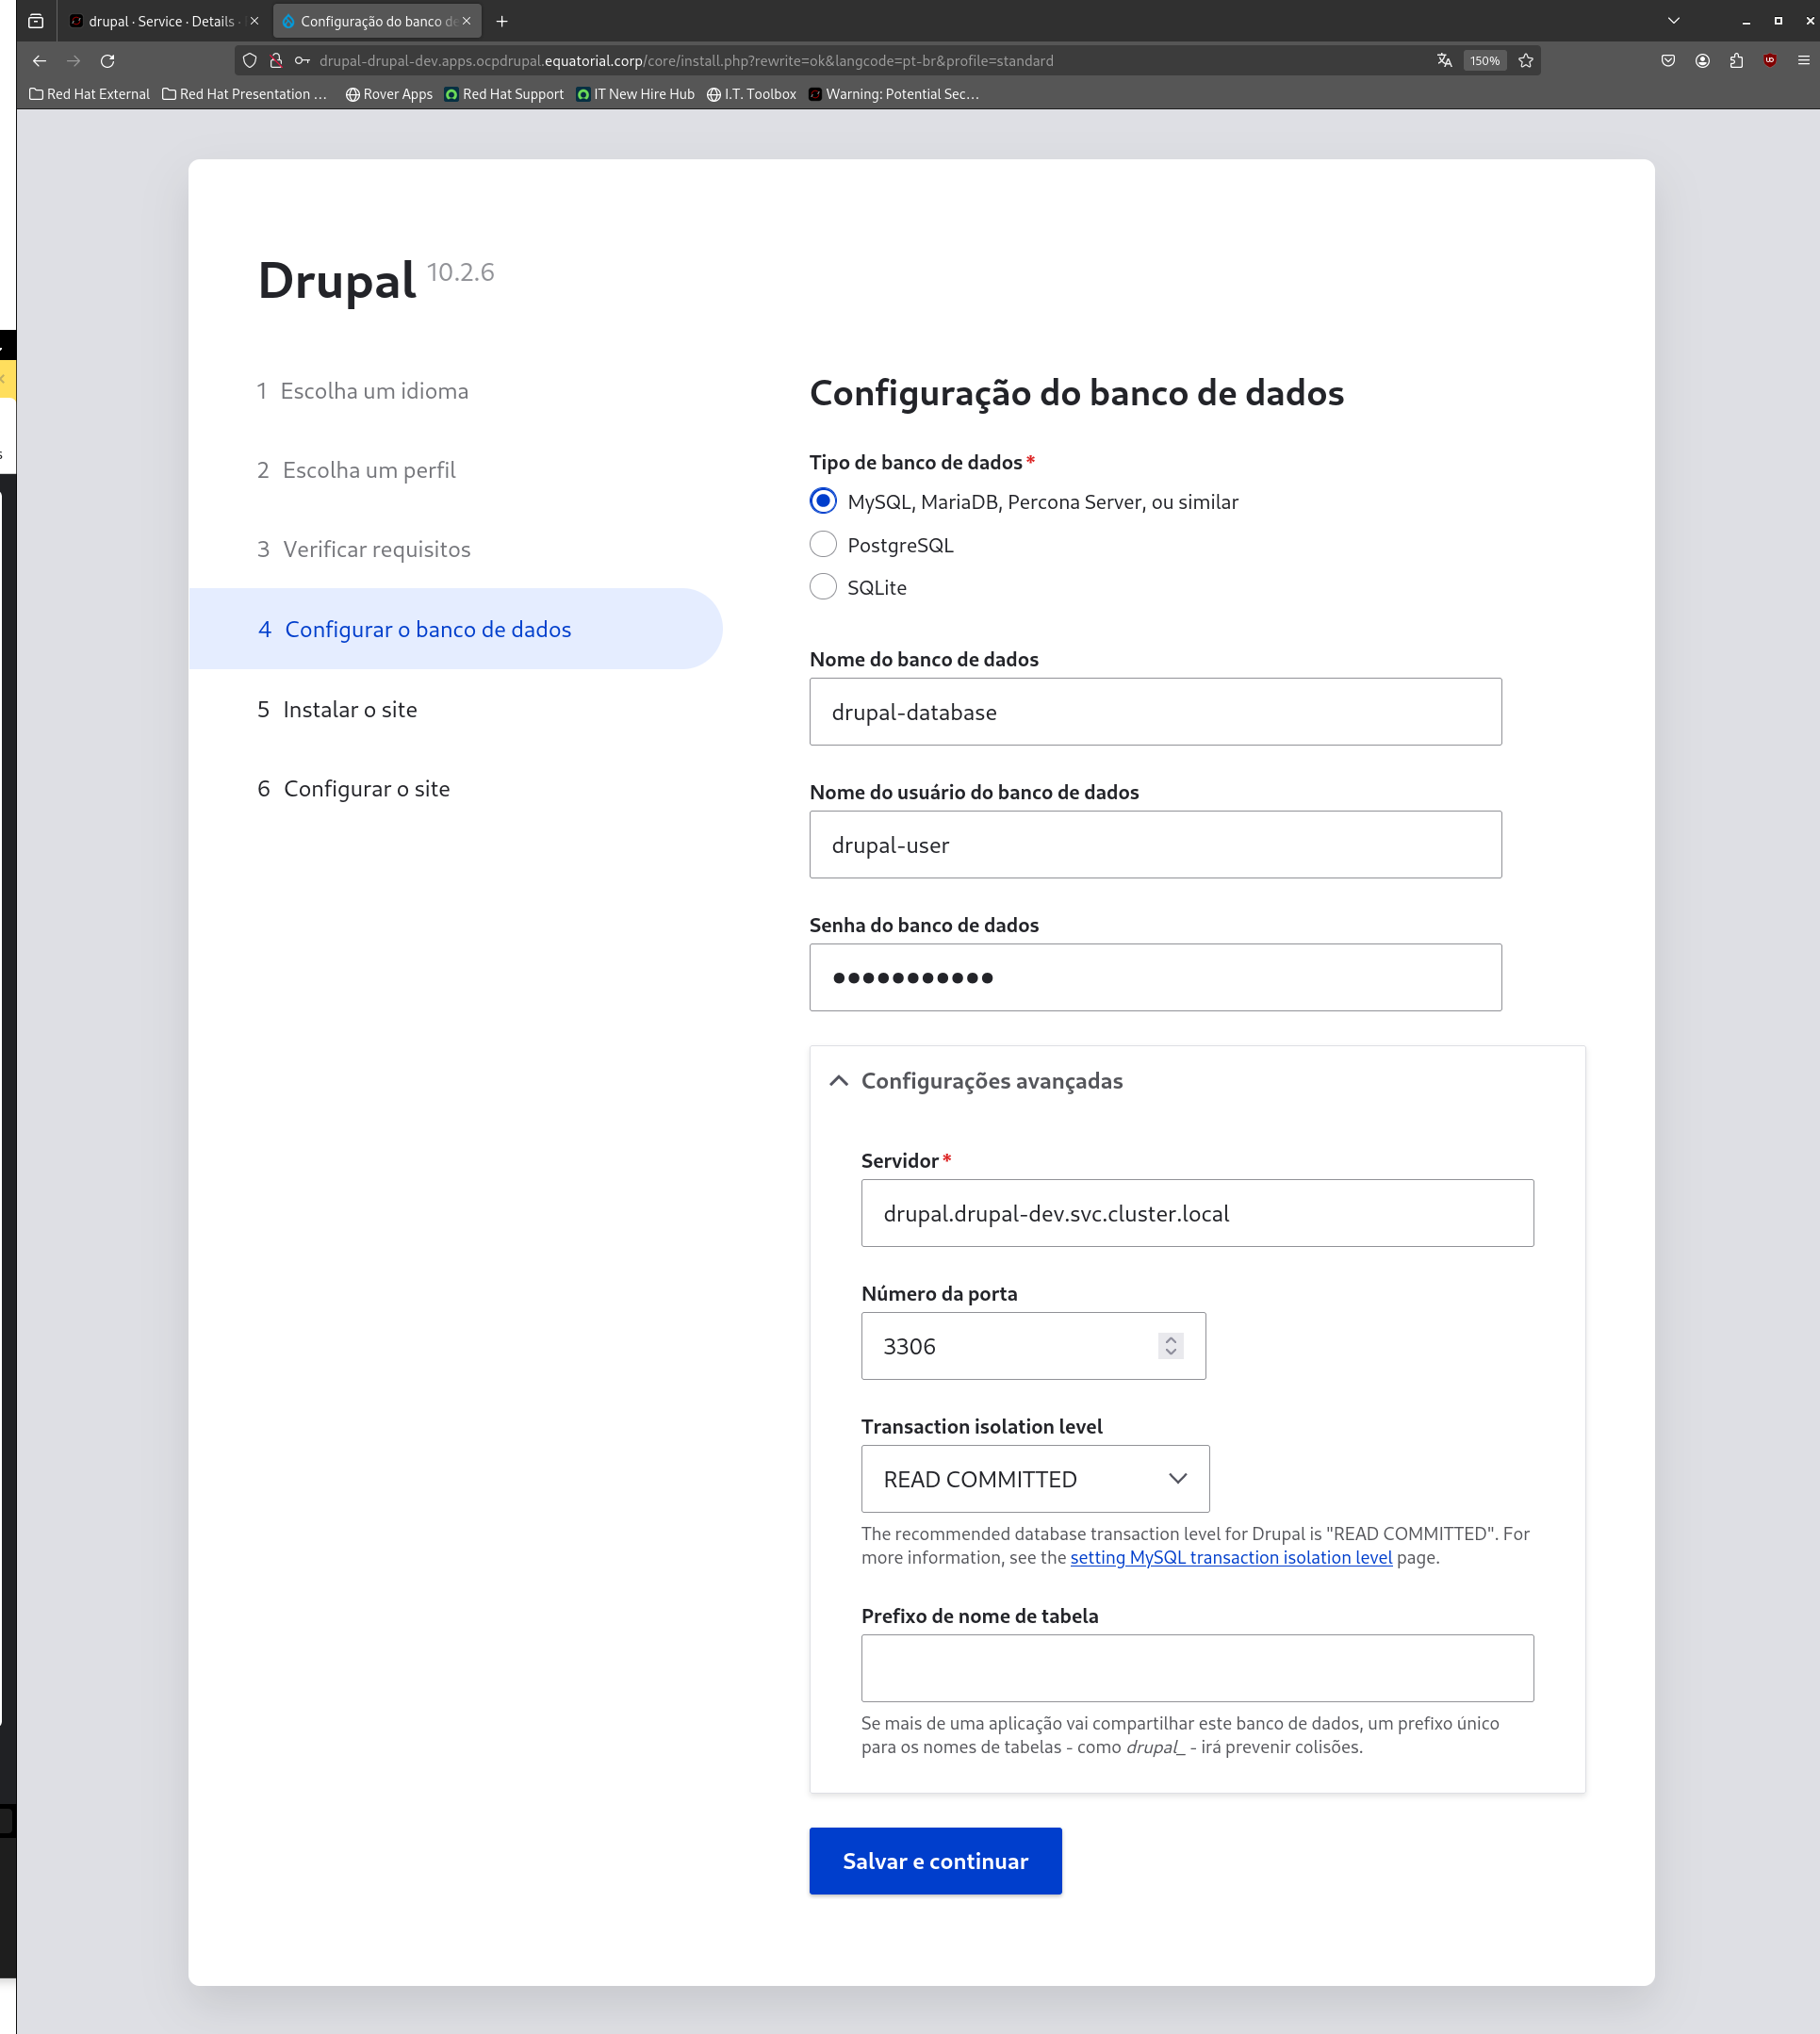 drupal · Service · Details ·
Configuração do banco de
drupal-drupal-dev.apps.ocpdrupal.equatorial.corp/core/install.php?rewrite=ok&langcode=pt-br&profile=standard
150%
Red Hat External
Red Hat Presentation …
Rover Apps
Red Hat Support
IT New Hire Hub
I.T. Toolbox
Warning: Potential Sec…
Drupal 10.2.6
1 Escolha um idioma
2 Escolha um perfil
3 Verificar requisitos
4 Configurar o banco de dados
5 Instalar o site
6 Configurar o site
Configuração do banco de dados
Tipo de banco de dados*
MySQL, MariaDB, Percona Server, ou similar
PostgreSQL
SQLite
Nome do banco de dados
drupal-database
Nome do usuário do banco de dados
drupal-user
Senha do banco de dados
●●●●●●●●●●●
Configurações avançadas
Servidor*
drupal.drupal-dev.svc.cluster.local
Número da porta
3306
Transaction isolation level
READ COMMITTED
The recommended database transaction level for Drupal is "READ COMMITTED". For
more information, see the setting MySQL transaction isolation level page.
Prefixo de nome de tabela
Se mais de uma aplicação vai compartilhar este banco de dados, um prefixo único
para os nomes de tabelas - como drupal_ - irá prevenir colisões.
Salvar e continuar